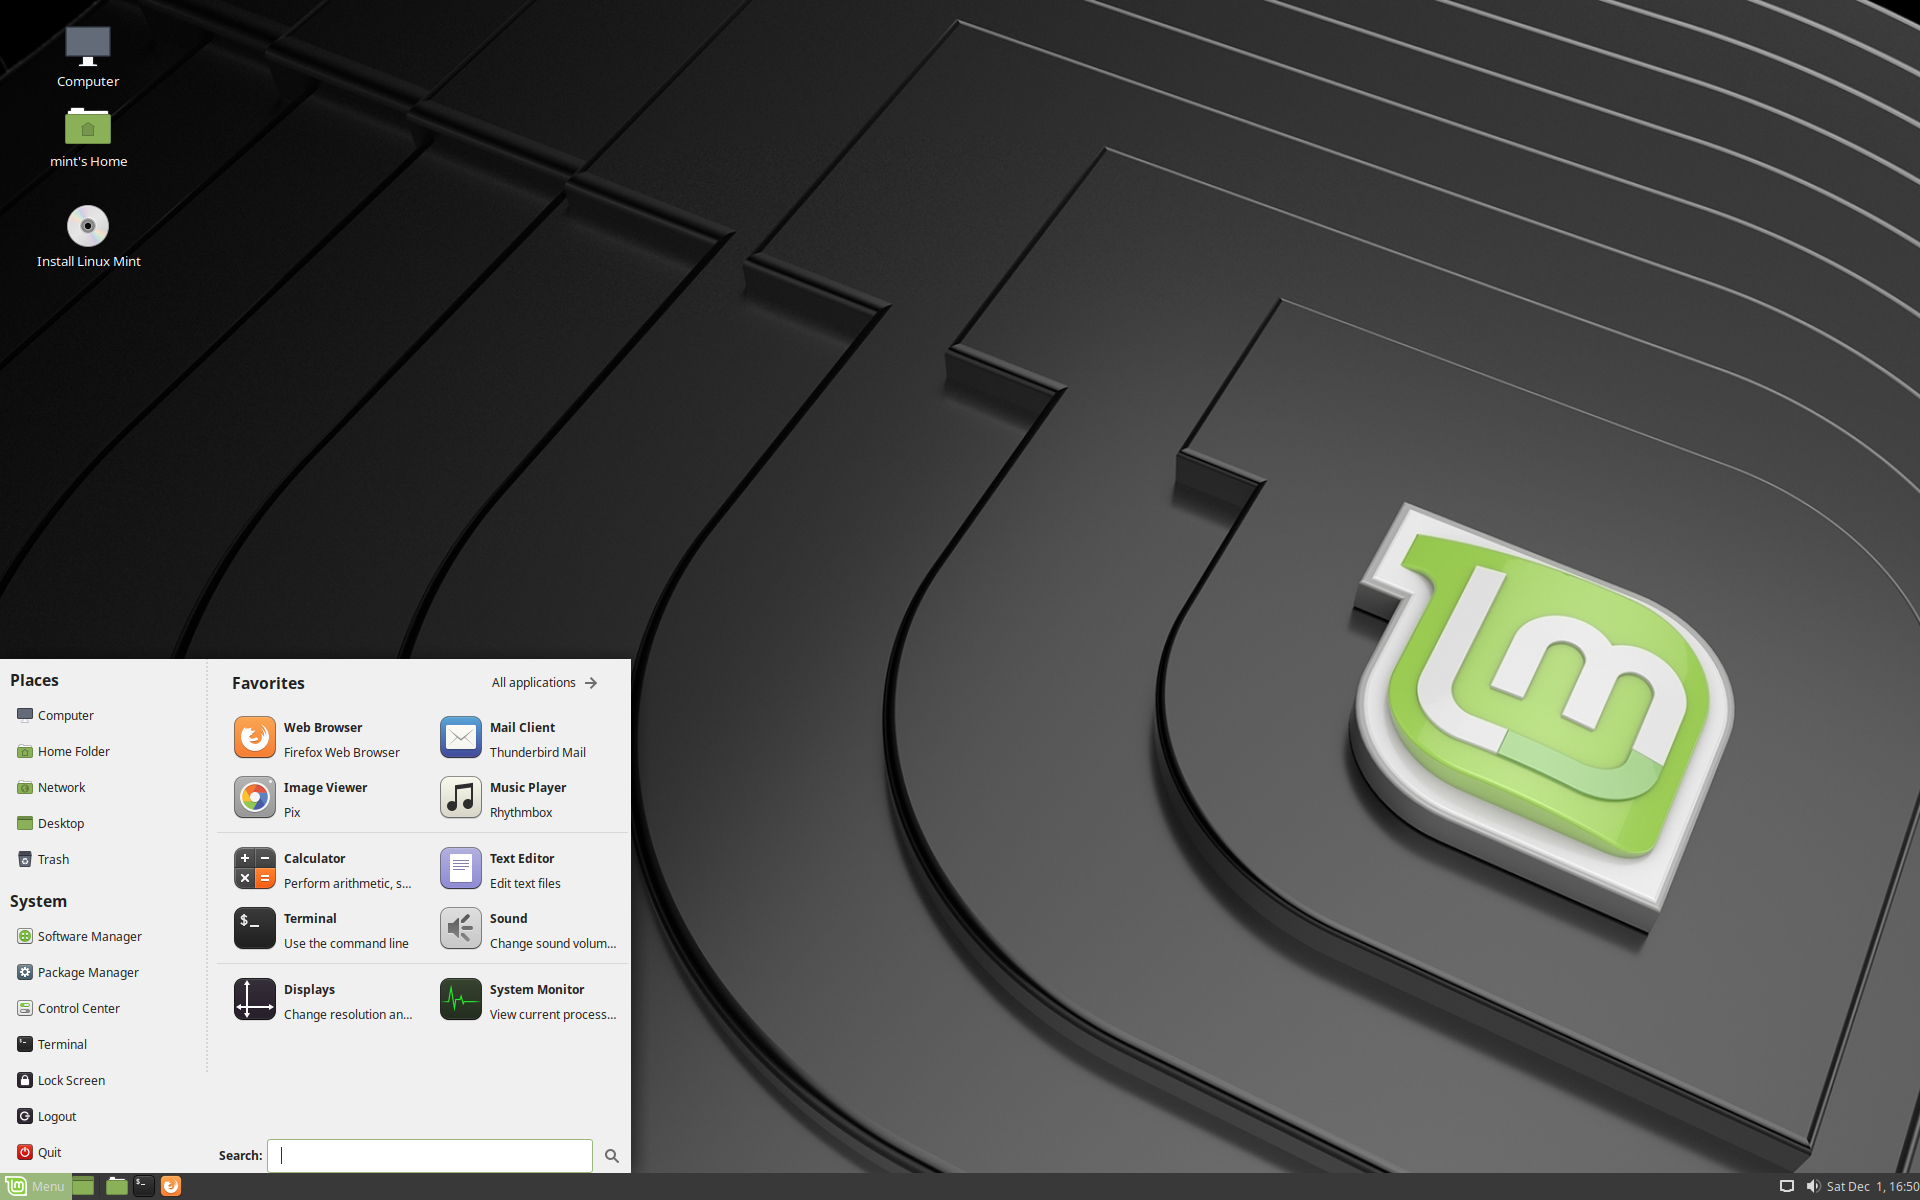 Computer
mint's Home
Install Linux Mint
Places
Computer
Home Folder
Network
Desktop
Trash
System
Software Manager
Package Manager
Control Center
Terminal
Lock Screen
Logout
Quit
Favorites
All applications
Web Browser
Firefox Web Browser
Mail Client
Thunderbird Mail
Image Viewer
Pix
Music Player
Rhythmbox
Calculator
Perform arithmetic, s...
Text Editor
Edit text files
Terminal
Use the command line
Sound
Change sound volum...
Displays
Change resolution an...
System Monitor
View current process...
Search:
Menu
Sat Dec 1, 16:50